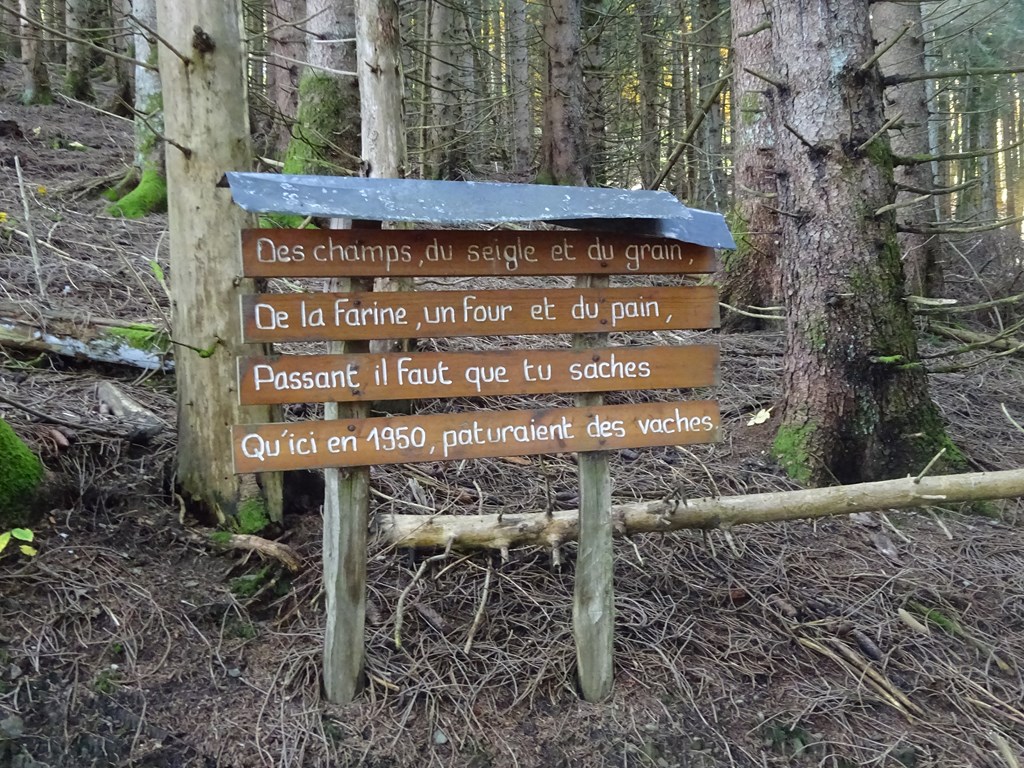 Des champs, du seigle et du grain,
De la farine, un four et du pain,
Passant il faut que tu saches
Qu'ici en 1950, paturaient des vaches.